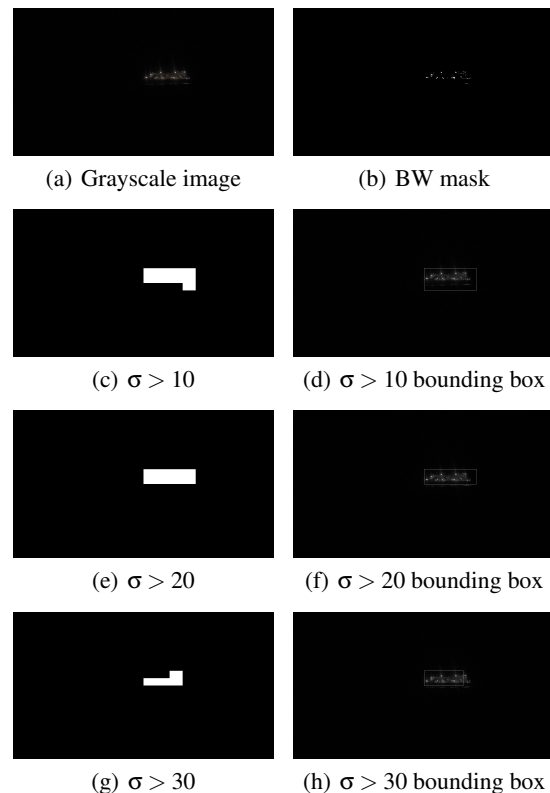 (a) Grayscale image
(b) BW mask
(c) σ > 10
(d) σ > 10 bounding box
(e) σ > 20
(f) σ > 20 bounding box
(g) σ > 30
(h) σ > 30 bounding box